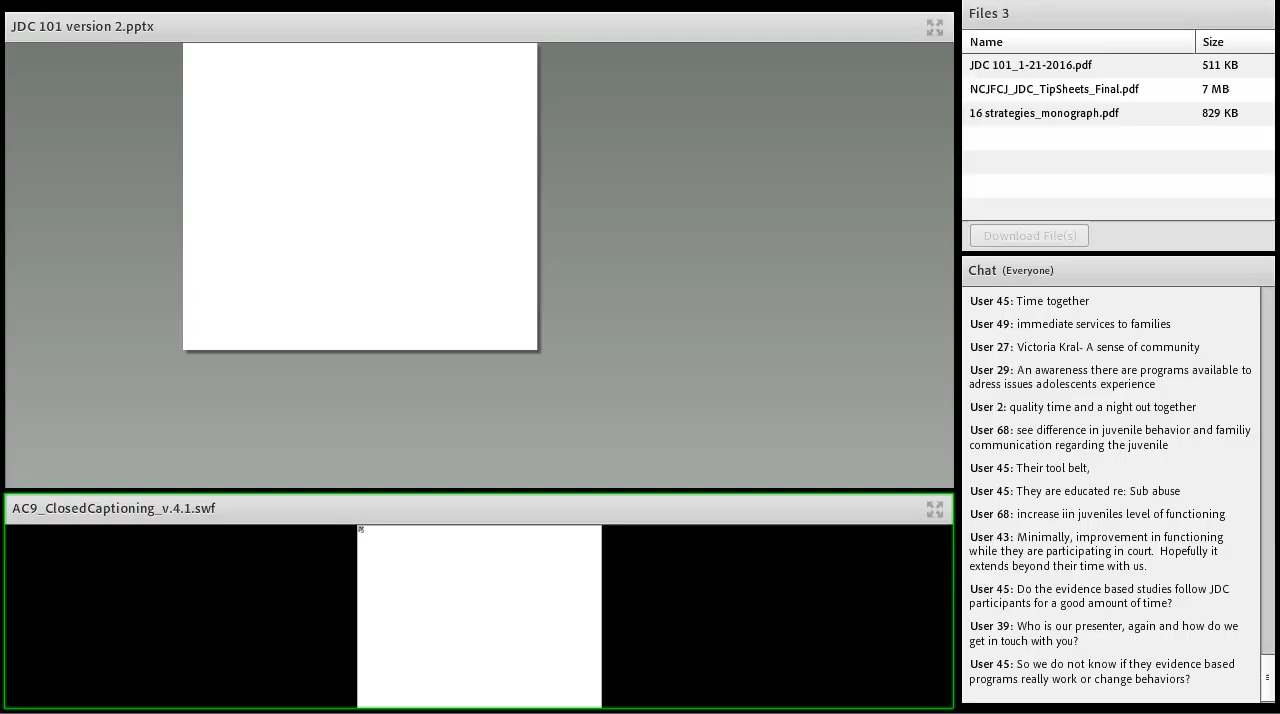 JDC 101 version 2.pptx
Files 3
Name Size
JDC 101_1-21-2016.pdf 511 KB
NCJFCJ_JDC_TipSheets_Final.pdf 7 MB
16 strategies_monograph.pdf 829 KB
Download File(s)
Chat (Everyone)
User 45: Time together
User 49: immediate services to families
User 27: Victoria Kral- A sense of community
User 29: An awareness there are programs available to
adress issues adolescents experience
User 2: quality time and a night out together
User 68: see difference in juvenile behavior and familiy
communication regarding the juvenile
User 45: Their tool belt,
User 45: They are educated re: Sub abuse
User 68: increase iin juveniles level of functioning
User 43: Minimally, improvement in functioning
while they are participating in court. Hopefully it
extends beyond their time with us.
User 45: Do the evidence based studies follow JDC
participants for a good amount of time?
User 39: Who is our presenter, again and how do we
get in touch with you?
User 45: So we do not know if they evidence based
programs really work or change behaviors?
AC9_ClosedCaptioning_v.4.1.swf